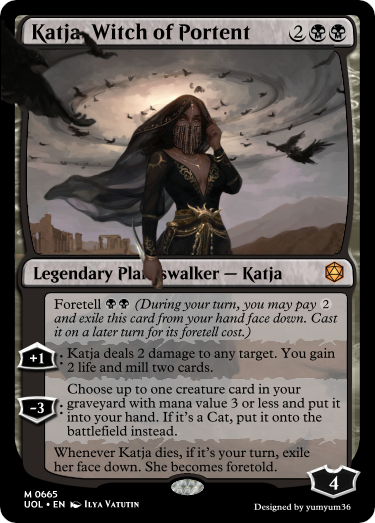 Katja, Witch of Portent 2
Legendary Planeswalker — Katja
Foretell (During your turn, you may pay 2
and exile this card from your hand face down. Cast
it on a later turn for its foretell cost.)
+1: Katja deals 2 damage to any target. You gain
2 life and mill two cards.
-3: Choose up to one creature card in your
graveyard with mana value 3 or less and put it
into your hand. If it's a Cat, put it onto the
battlefield instead.
Whenever Katja dies, if it's your turn, exile
her face down. She becomes foretold.
4
M 0665
UOL • EN ILYA VATUTIN
Designed by yumyum36